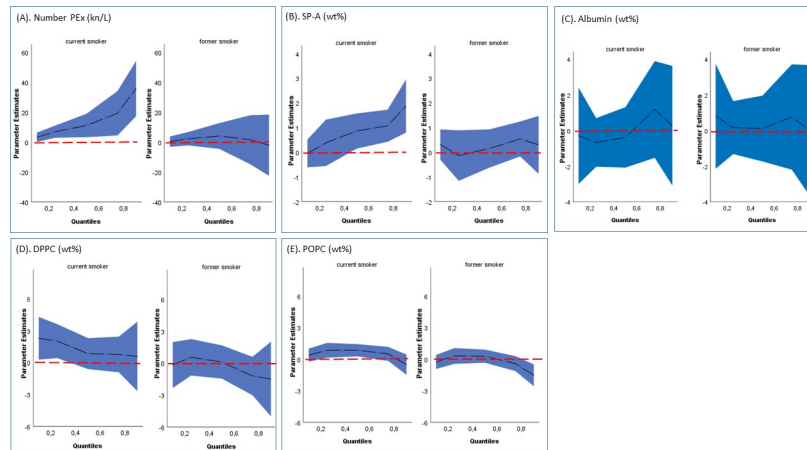 (A). Number PEx (kn/L)
current smoker
former smoker
Parameter Estimates
60
40
20
0
-20
-40
0,2
0,4
0,6
0,8
Quantiles
Parameter Estimates
60
40
20
0
-20
-40
0,2
0,4
0,6
0,8
Quantiles
(B). SP-A (wt%)
current smoker
former smoker
Parameter Estimates
4
3
2
1
0
-1
-2
0,2
0,4
0,6
0,8
Quantiles
Parameter Estimates
4
3
2
1
0
-1
-2
0,2
0,4
0,6
0,8
Quantiles
(C). Albumin (wt%)
current smoker
former smoker
Parameter Estimates
4
2
0
-2
-4
0,2
0,4
0,6
0,8
Quantiles
Parameter Estimates
4
2
0
-2
-4
0,2
0,4
0,6
0,8
Quantiles
(D). DPPC (wt%)
current smoker
former smoker
Parameter Estimates
6
3
0
-3
-6
0,2
0,4
0,6
0,8
Quantiles
Parameter Estimates
6
3
0
-3
-6
0,2
0,4
0,6
0,8
Quantiles
(E). POPC (wt%)
current smoker
former smoker
Parameter Estimates
6
3
0
-3
-6
0,2
0,4
0,6
0,8
Quantiles
Parameter Estimates
6
3
0
-3
-6
0,2
0,4
0,6
0,8
Quantiles